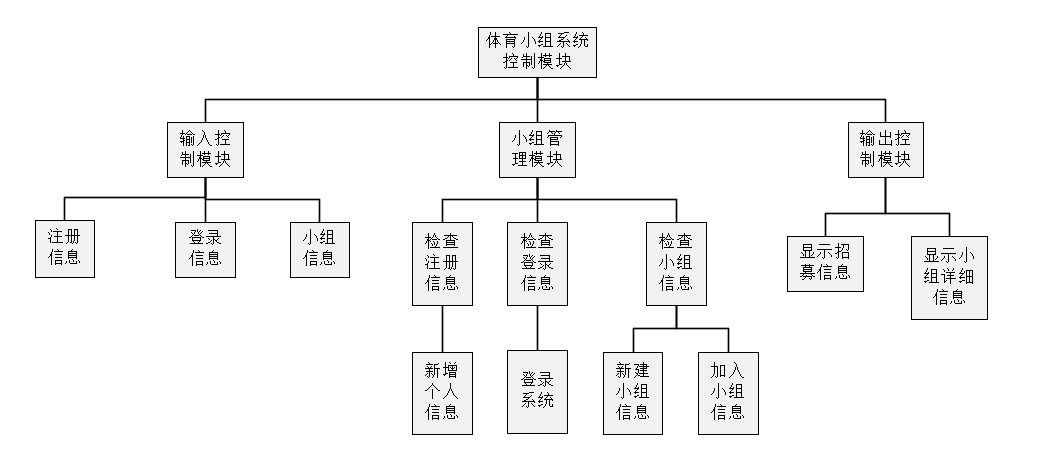 体育小组系统
控制模块
输入控
制模块
小组管
理模块
输出控
制模块
注册
信息
登录
信息
小组
信息
检查
注册
信息
检查
登录
信息
检查
小组
信息
显示招
募信息
显示小
组详细
信息
新增
个人
信息
登录
系统
新建
小组
信息
加入
小组
信息